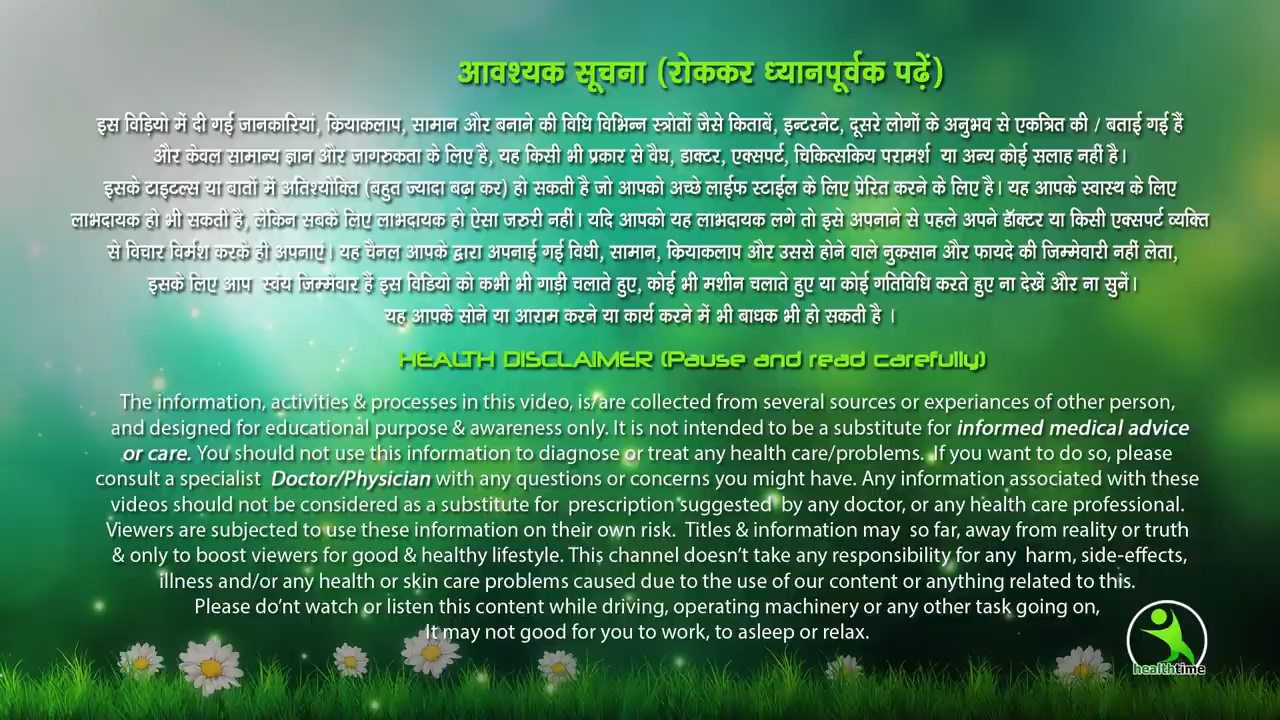 आवश्यक सूचना (रोककर ध्यानपूर्वक पढ़ें)
इस विड़ियो में दी गई जानकारियां, क्रियाकलाप, सामान और बनाने की विधि विभिन्न स्त्रोतों जैसे किताबें, इन्टरनेट, दूसरे लोगों के अनुभव से एकत्रित की / बताई गई हैं
और केवल सामान्य ज्ञान और जागरुकता के लिए है, यह किसी भी प्रकार से वैघ, डाक्टर, एक्सपर्ट, चिकित्सकिय परामर्श या अन्य कोई सलाह नहीं है।
इसके टाइटल्स या बातों में अतिश्योक्ति (बहुत ज्यादा बढ़ा कर) हो सकती है जो आपको अच्छे लाईफ स्टाईल के लिए प्रेरित करने के लिए है। यह आपके स्वास्थ के लिए
लाभदायक हो भी सकती है, लेकिन सबके लिए लाभदायक हो ऐसा जरुरी नहीं। यदि आपको यह लाभदायक लगे तो इसे अपनाने से पहले अपने डॉक्टर या किसी एक्सपर्ट व्यक्ति
से विचार विर्मश करके ही अपनाएं। यह चैनल आपके द्वारा अपनाई गई विधी, सामान, क्रियाकलाप और उससे होने वाले नुकसान और फायदे की जिम्मेवारी नहीं लेता,
इसके लिए आप स्वंय जिम्मेंवार हैं इस विडियो को कभी भी गाड़ी चलाते हुए, कोई भी मशीन चलाते हुए या कोई गतिविधि करते हुए ना देखें और ना सुनें।
यह आपके सोने या आराम करने या कार्य करने में भी बाधक भी हो सकती है ।
HEALTH DISCLAIMER (Pause and read carefully)
The information, activities & processes in this video, is/are collected from several sources or experiances of other person,
and designed for educational purpose & awareness only. It is not intended to be a substitute for informed medical advice
or care. You should not use this information to diagnose or treat any health care/problems. If you want to do so, please
consult a specialist Doctor/Physician with any questions or concerns you might have. Any information associated with these
videos should not be considered as a substitute for prescription suggested by any doctor, or any health care professional.
Viewers are subjected to use these information on their own risk. Titles & information may so far, away from reality or truth
& only to boost viewers for good & healthy lifestyle. This channel doesn't take any responsibility for any harm, side-effects,
illness and/or any health or skin care problems caused due to the use of our content or anything related to this.
Please do'nt watch or listen this content while driving, operating machinery or any other task going on,
It may not good for you to work, to asleep or relax.
healthtime